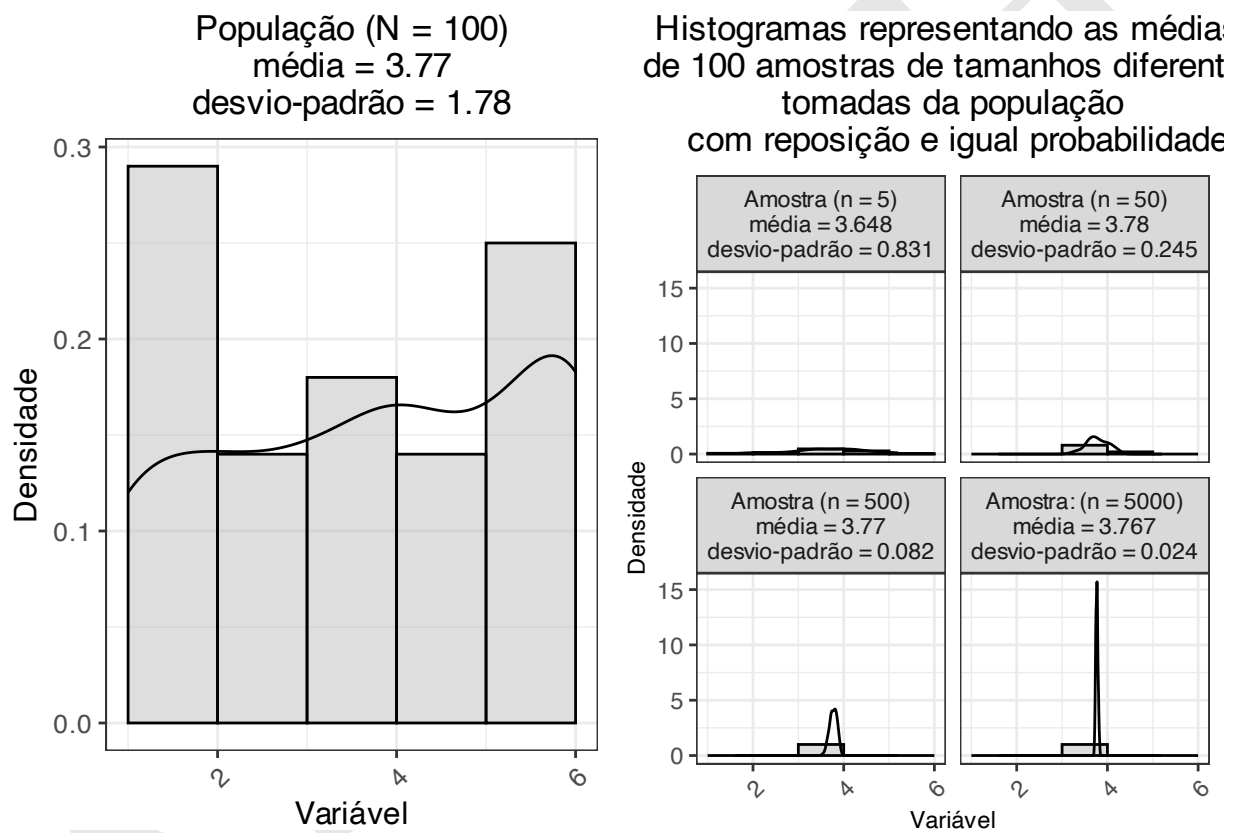 População (N = 100)
média = 3.77
desvio-padrão = 1.78
0.3
0.2
0.1
0.0
Densidade
2
4
6
Variável
Histogramas representando as média
de 100 amostras de tamanhos diferent
tomadas da população
com reposição e igual probabilidade
Amostra (n = 5)
média = 3.648
desvio-padrão = 0.831
Amostra (n = 50)
média = 3.78
desvio-padrão = 0.245
15
10
5
0
Amostra (n = 500)
média = 3.77
desvio-padrão = 0.082
Amostra: (n = 5000)
média = 3.767
desvio-padrão = 0.024
15
10
5
0
Densidade
2
4
6
2
4
6
Variável